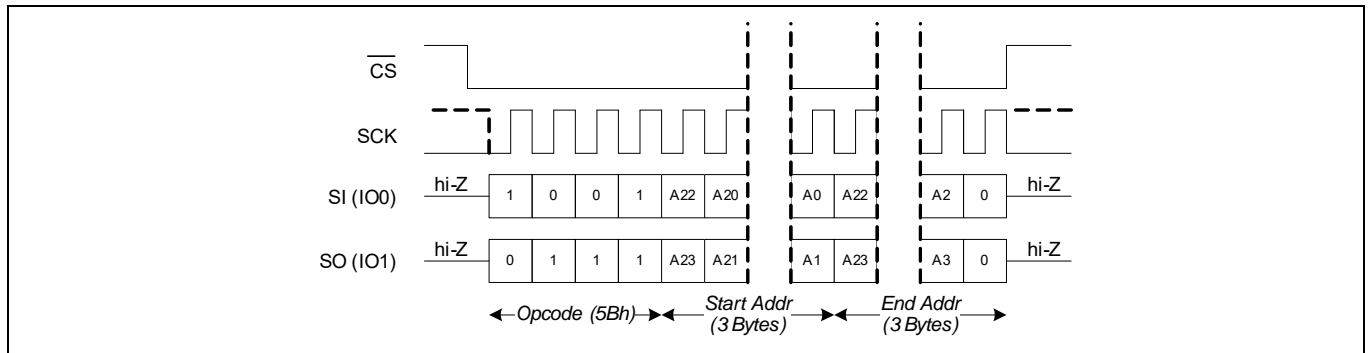 CS
SCK
SI (IO0) hi-Z 1 0 0 1 A22 A20 A0 A22 A2 0 hi-Z
SO (IO1) hi-Z 0 1 1 1 A23 A21 A1 A23 A3 0 hi-Z
Opcode (5Bh) Start Addr (3 Bytes) End Addr (3 Bytes)